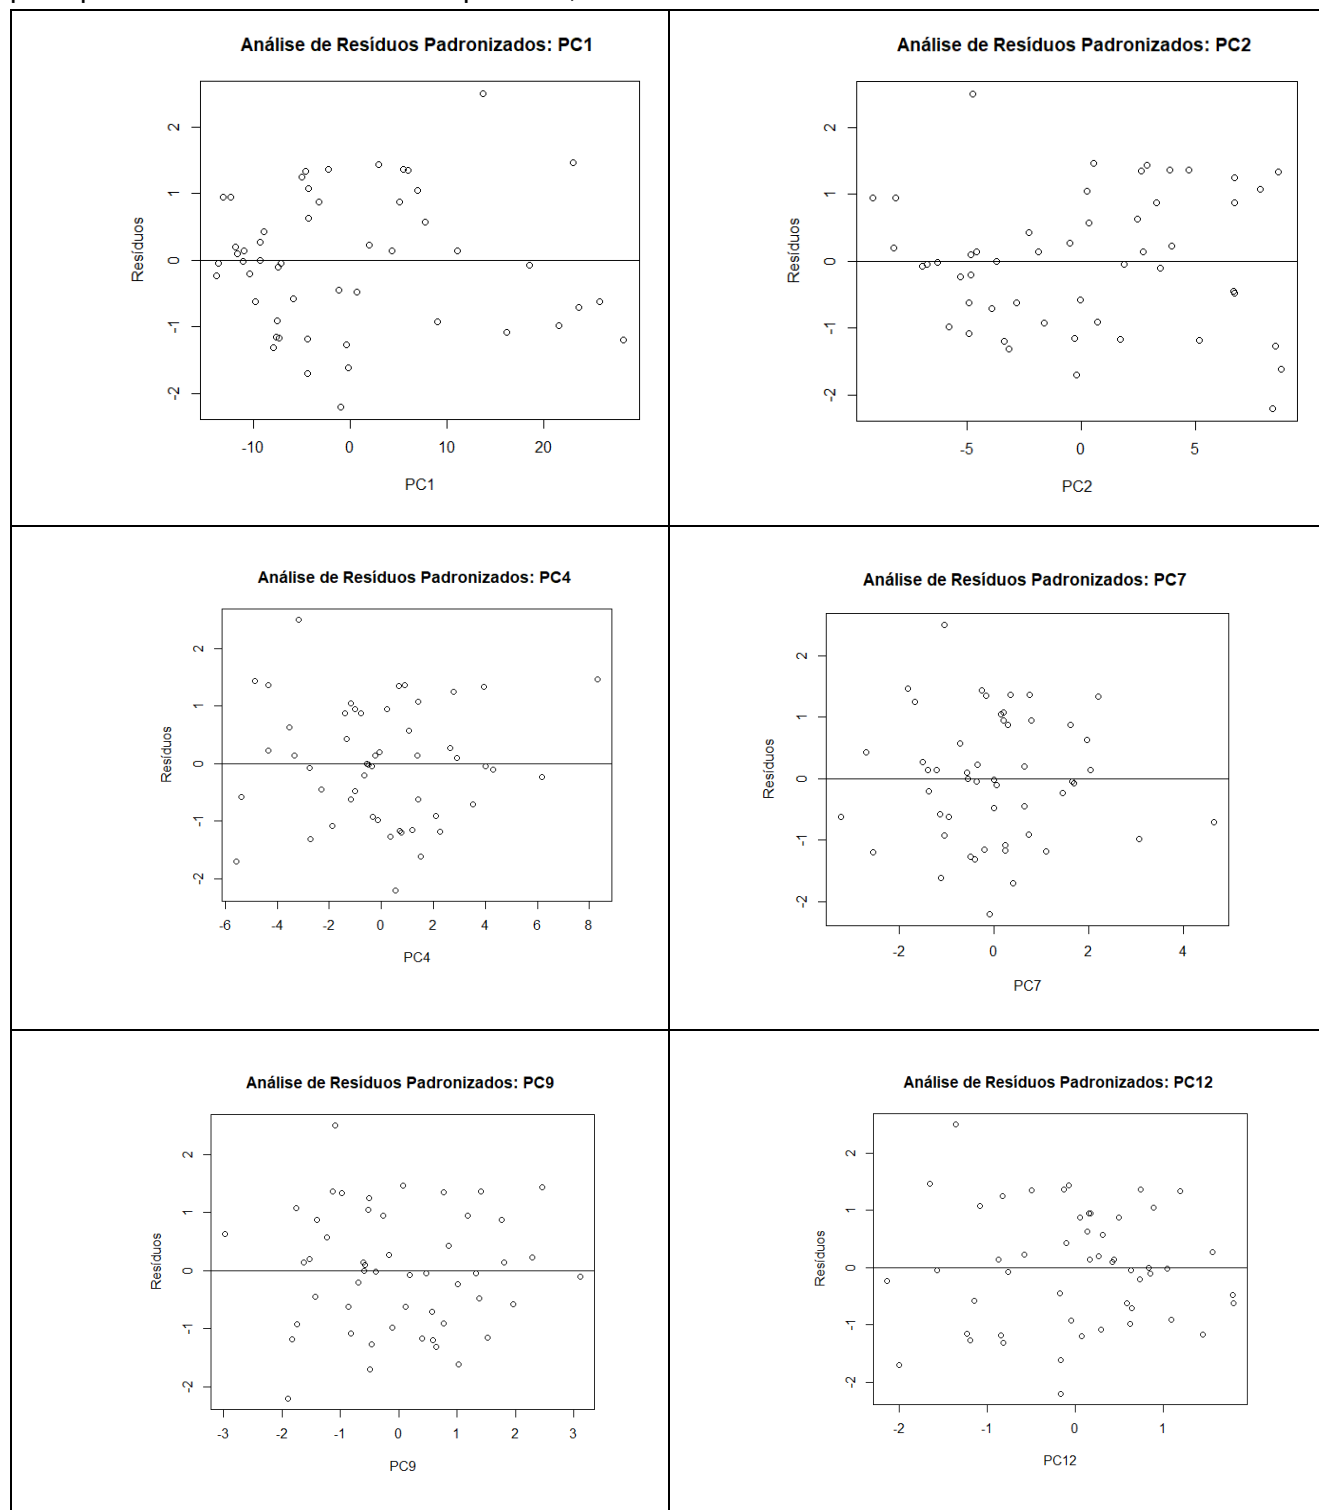 Análise de Resíduos Padronizados: PC1
Resíduos
2
1
0
-1
-2
-10 0 10 20
PC1
Análise de Resíduos Padronizados: PC2
Resíduos
2
1
0
-1
-2
-5 0 5
PC2
Análise de Resíduos Padronizados: PC4
Resíduos
2
1
0
-1
-2
-6 -4 -2 0 2 4 6 8
PC4
Análise de Resíduos Padronizados: PC7
Resíduos
2
1
0
-1
-2
-2 0 2 4
PC7
Análise de Resíduos Padronizados: PC9
Resíduos
2
1
0
-1
-2
-3 -2 -1 0 1 2 3
PC9
Análise de Resíduos Padronizados: PC12
Resíduos
2
1
0
-1
-2
-2 -1 0 1
PC12